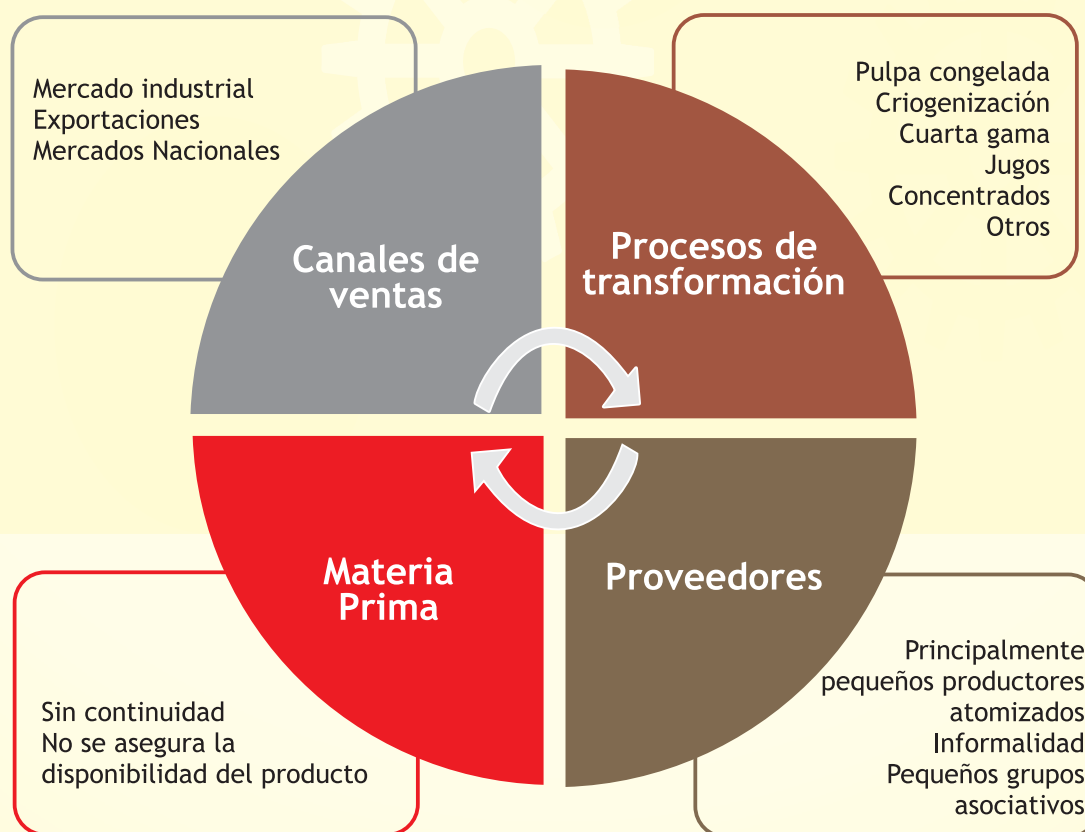 Mercado industrial
Exportaciones
Mercados Nacionales
Canales de
ventas
Pulpa congelada
Criogenización
Cuarta gama
Jugos
Concentrados
Otros
Procesos de
transformación
Materia
Prima
Sin continuidad
No se asegura la
disponibilidad del producto
Proveedores
Principalmente
pequeños productores
atomizados
Informalidad
Pequeños grupos
asociativos